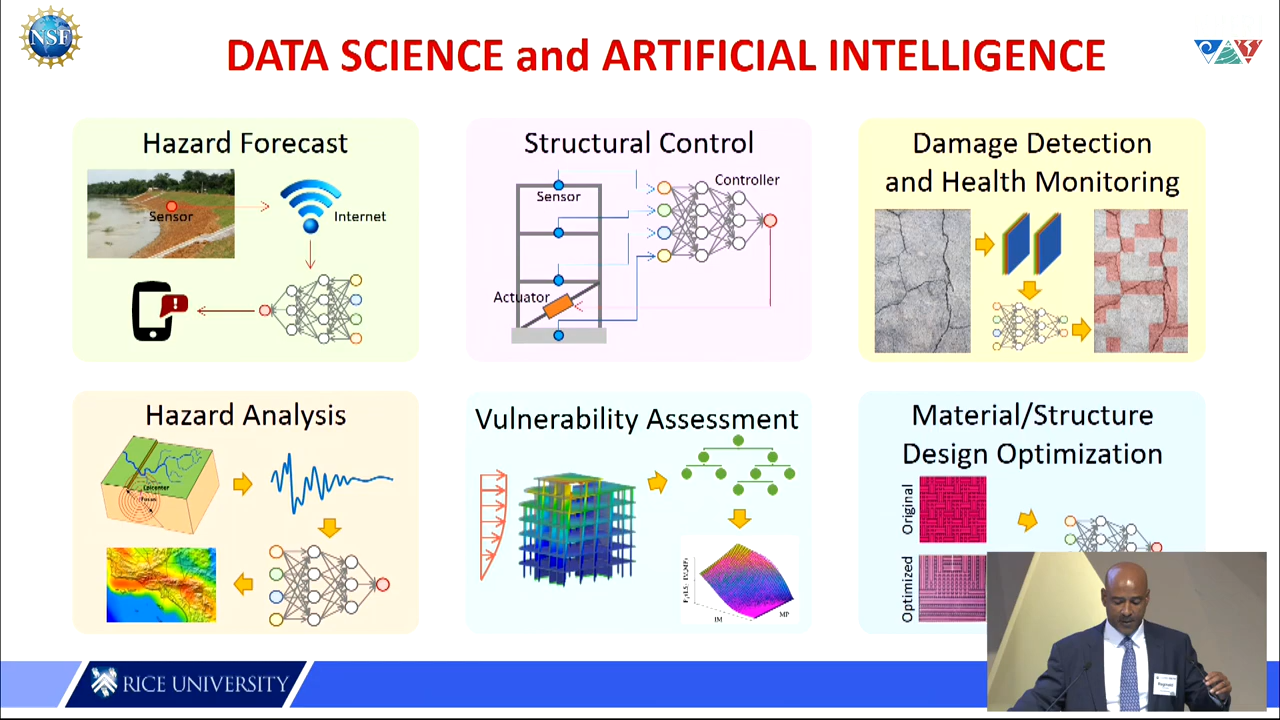 NSF
DATA SCIENCE and ARTIFICIAL INTELLIGENCE
Hazard Forecast
Sensor
Internet
!
Structural Control
Sensor
Controller
Actuator
Damage Detection
and Health Monitoring
Hazard Analysis
Epicenter
Focus
Vulnerability Assessment
IM
MP
Material/Structure
Design Optimization
Original
Optimized
RICE UNIVERSITY
Reginald